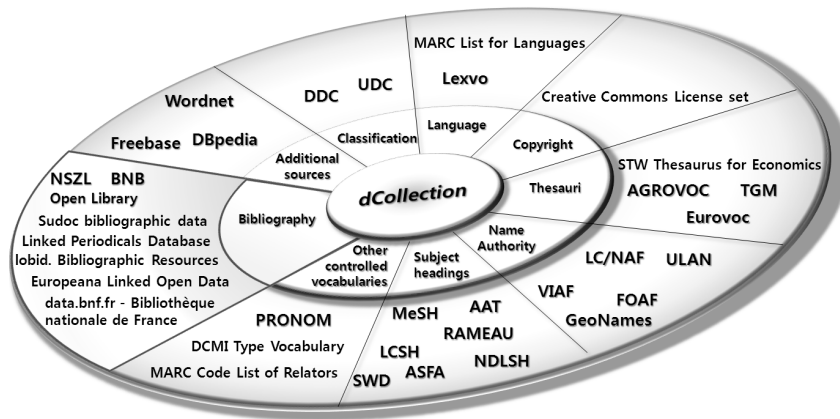 MARC List for Languages
Lexvo
DDC
UDC
Wordnet
Freebase
DBpedia
Creative Commons License set
Classification
Language
Copyright
Additional
sources
dCollection
Thesauri
STW Thesaurus for Economics
AGROVOC
TGM
Eurovoc
NSZL
BNB
Open Library
Sudoc bibliographic data
Linked Periodicals Database
lobid. Bibliographic Resources
Europeana Linked Open Data
data.bnf.fr - Bibliothèque
nationale de France
Bibliography
Other
controlled
vocabularies
Subject
headings
Name
Authority
LC/NAF
ULAN
VIAF
FOAF
GeoNames
PRONOM
DCMI Type Vocabulary
MARC Code List of Relators
MeSH
AAT
RAMEAU
LCSH
NDLSH
ASFA
SWD